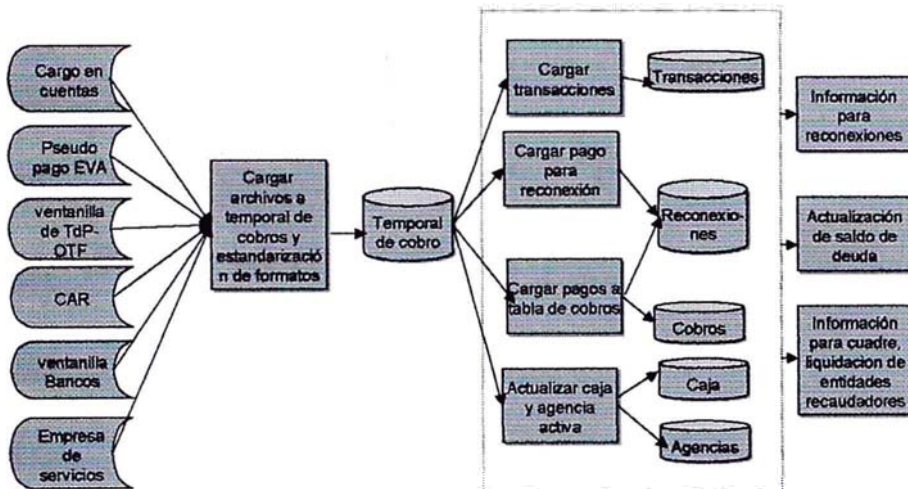 Cargo en
cuentas
Pseudo
pago EVA
ventanilla
de TdP-
OTF
CAR
ventanilla
Bancos
Empresa
de
servicios
Cargar
archivos a
temporal de
cobros y
estandarizació
n de formatos
Temporal
de cobro
Cargar
transacciones
Transacciones
Cargar pago
para
reconexión
Reconexio-
nes
Cargar pagos a
tabla de cobros
Cobros
Actualizar caja
y agencia
activa
Caja
Agencias
Información
para
reconexiones
Actualización
de saldo de
deuda
Información
para cuadre,
liquidacion de
entidades
recaudadores